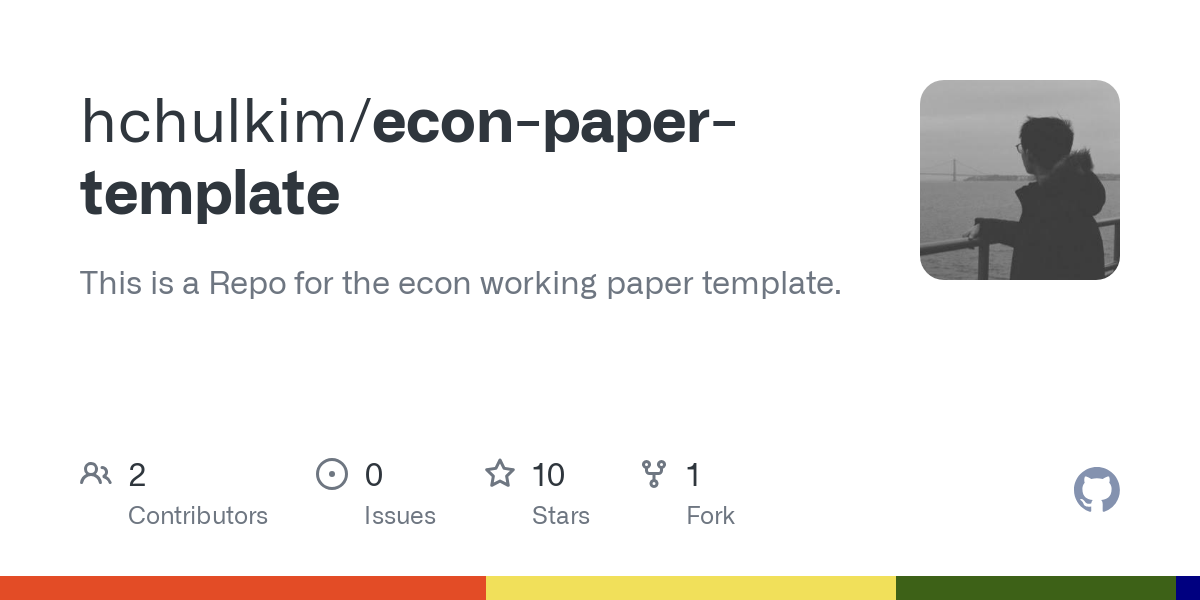 hchulkim/econ-paper-
template
This is a Repo for the econ working paper template.
2
Contributors
0
Issues
10
Stars
1
Fork